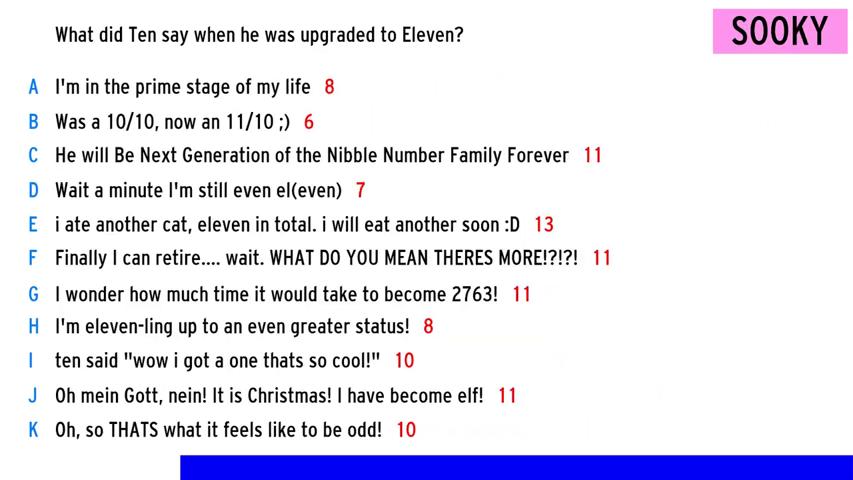 What did Ten say when he was upgraded to Eleven?
SOOKY
A I'm in the prime stage of my life 8
B Was a 10/10, now an 11/10 ;) 6
C He will Be Next Generation of the Nibble Number Family Forever 11
D Wait a minute I'm still even el(even) 7
E i ate another cat, eleven in total. i will eat another soon :D 13
F Finally I can retire.... wait. WHAT DO YOU MEAN THERES MORE!?!?! 11
G I wonder how much time it would take to become 2763! 11
H I'm eleven-ling up to an even greater status! 8
I ten said "wow i got a one thats so cool!" 10
J Oh mein Gott, nein! It is Christmas! I have become elf! 11
K Oh, so THATS what it feels like to be odd! 10